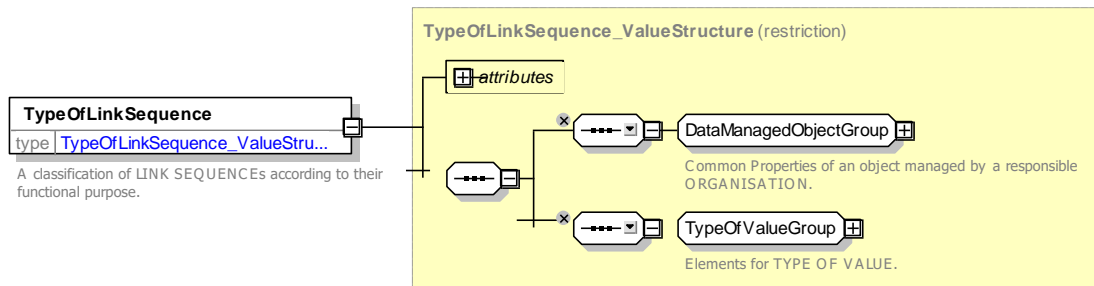 TypeOfLinkSequence_ValueStructure (restriction)
attributes
TypeOfLinkSequence
type TypeOfLinkSequence_ValueStru...
A classification of LINK SEQUENCEs according to their
functional purpose.
DataManagedObjectGroup
Common Properties of an object managed by a responsible
ORGANISATION.
TypeOfValueGroup
Elements for TYPE OF VALUE.